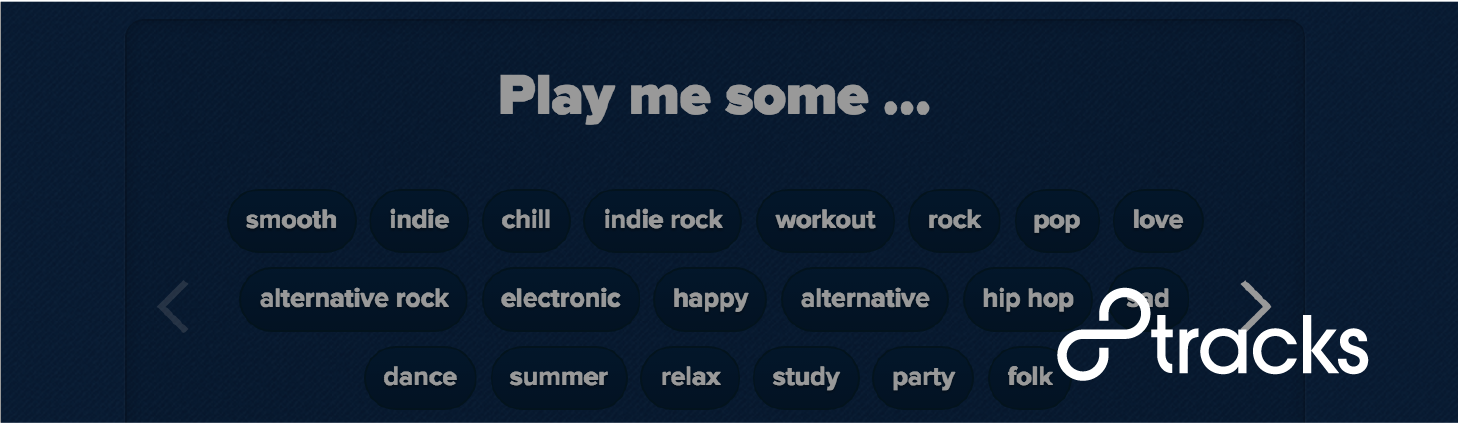 Play me some ...
smooth indie chill indie rock workout rock pop love
alternative rock electronic happy alternative hip hop sad
dance summer relax study party folk
8tracks